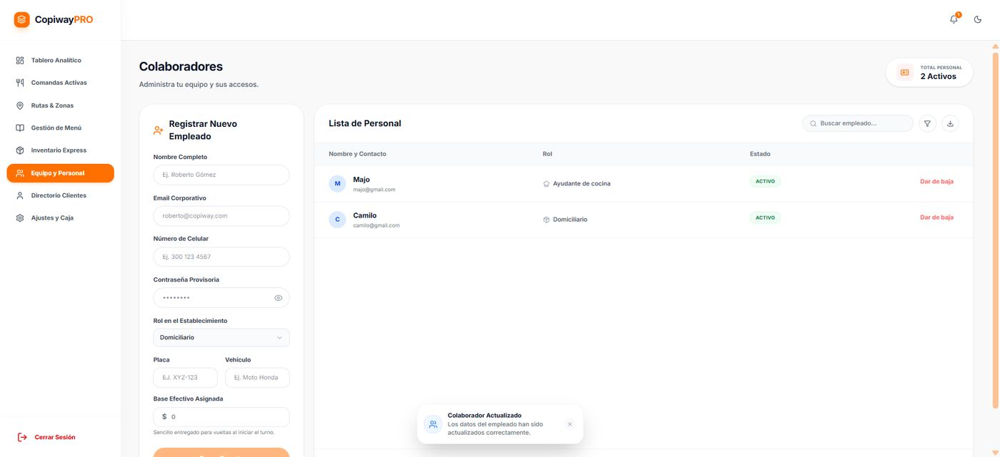 CopiwayPRO
1
Tablero Analítico
Comandas Activas
Rutas & Zonas
Gestión de Menú
Inventario Express
Equipo y Personal
Directorio Clientes
Ajustes y Caja
Cerrar Sesión
Colaboradores
Administra tu equipo y sus accesos.
TOTAL PERSONAL
2 Activos
Registrar Nuevo
Empleado
Nombre Completo
Ej. Roberto Gómez
Email Corporativo
roberto@copiway.com
Número de Celular
Ej. 300 123 4567
Contraseña Provisoria
••••••••
Rol en el Establecimiento
Domiciliario
Placa Vehículo
EJ. XYZ-123 Ej. Moto Honda
Base Efectivo Asignada
$ 0
Sencillo entregado para vueltas al iniciar el turno.
Lista de Personal
Buscar empleado...
Nombre y Contacto Rol Estado
M Majo Ayudante de cocina ACTIVO Dar de baja
majo@gmail.com
C Camilo Domiciliario ACTIVO Dar de baja
camilo@gmail.com
Colaborador Actualizado
Los datos del empleado han sido
actualizados correctamente.